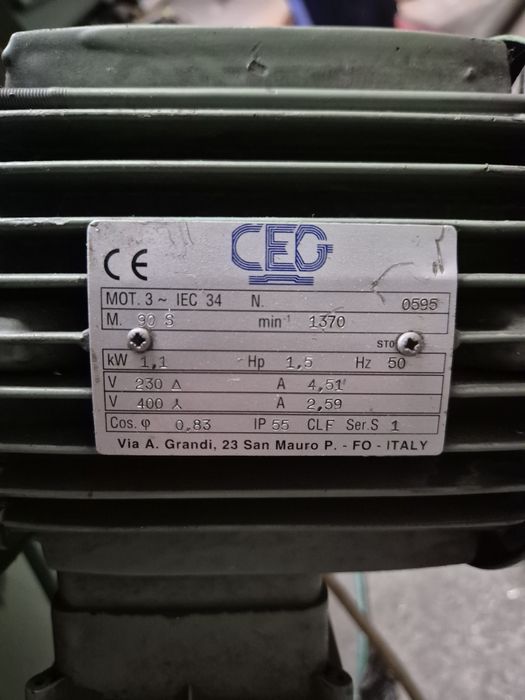 CE CEG
MOT. 3 ~ IEC 34 N. 0595
M. 90 S min⁻¹ 1370
STO
kW 1,1 Hp 1,5 Hz 50
V 230 Δ A 4,51
V 400 ⅄ A 2,59
Cos. φ 0,83 IP 55 CL F Ser. S 1
Via A. Grandi, 23 San Mauro P. - FO - ITALY